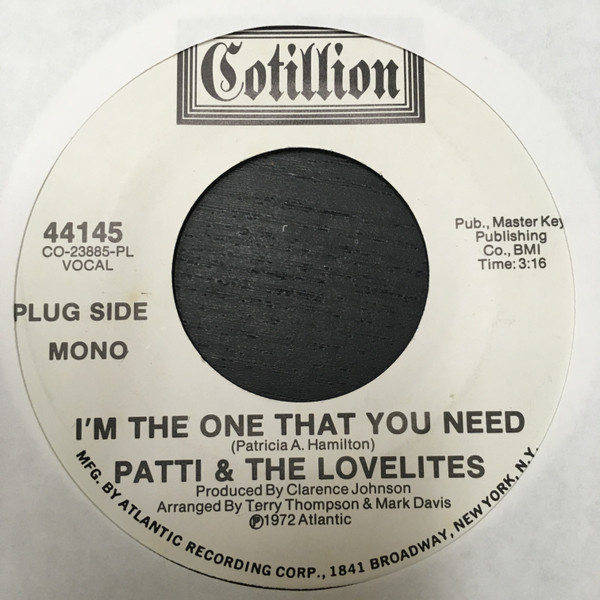 Cotillion
44145
CO-23885-PL
VOCAL
PLUG SIDE
MONO
Pub., Master Key
Publishing
Co., BMI
Time: 3:16
I'M THE ONE THAT YOU NEED
(Patricia A. Hamilton)
PATTI & THE LOVELITES
Produced By Clarence Johnson
Arranged By Terry Thompson & Mark Davis
℗1972 Atlantic
MFG. BY ATLANTIC RECORDING CORP., 1841 BROADWAY, NEW YORK, N.Y.